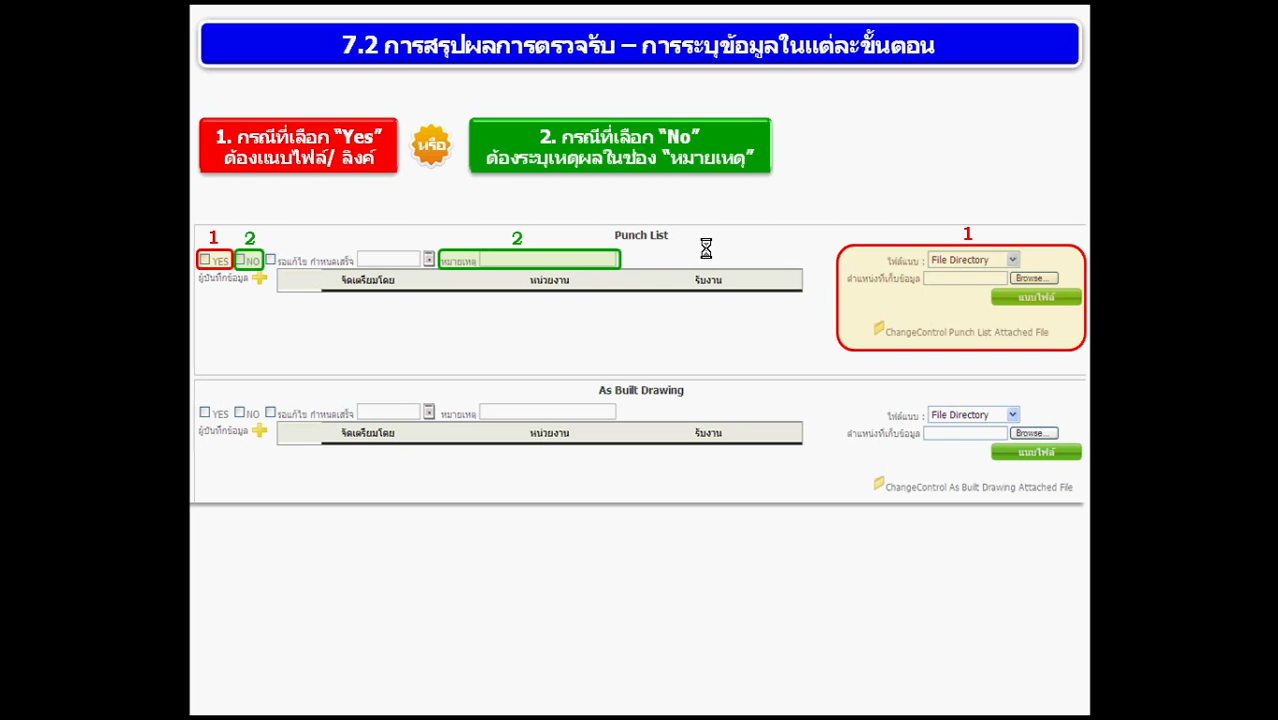 7.2 การสรุปผลการตรวจรับ – การระบุข้อมูลในแต่ละขั้นตอน
1. กรณีที่เลือก “Yes”
ต้องแนบไฟล์/ ลิงค์
หรือ
2. กรณีที่เลือก “No”
ต้องระบุเหตุผลในช่อง “หมายเหตุ”
Punch List
1
2
2
1
YES NO รอแก้ไข กำหนดเสร็จ หมายเหตุ
ไฟล์แนบ : File Directory
ผู้บันทึกข้อมูล
จัดเตรียมโดย หน่วยงาน รับงาน
ตำแหน่งที่เก็บข้อมูล Browse...
แนบไฟล์
ChangeControl Punch List Attached File
As Built Drawing
YES NO รอแก้ไข กำหนดเสร็จ หมายเหตุ
ไฟล์แนบ : File Directory
ผู้บันทึกข้อมูล
จัดเตรียมโดย หน่วยงาน รับงาน
ตำแหน่งที่เก็บข้อมูล Browse...
แนบไฟล์
ChangeControl As Built Drawing Attached File